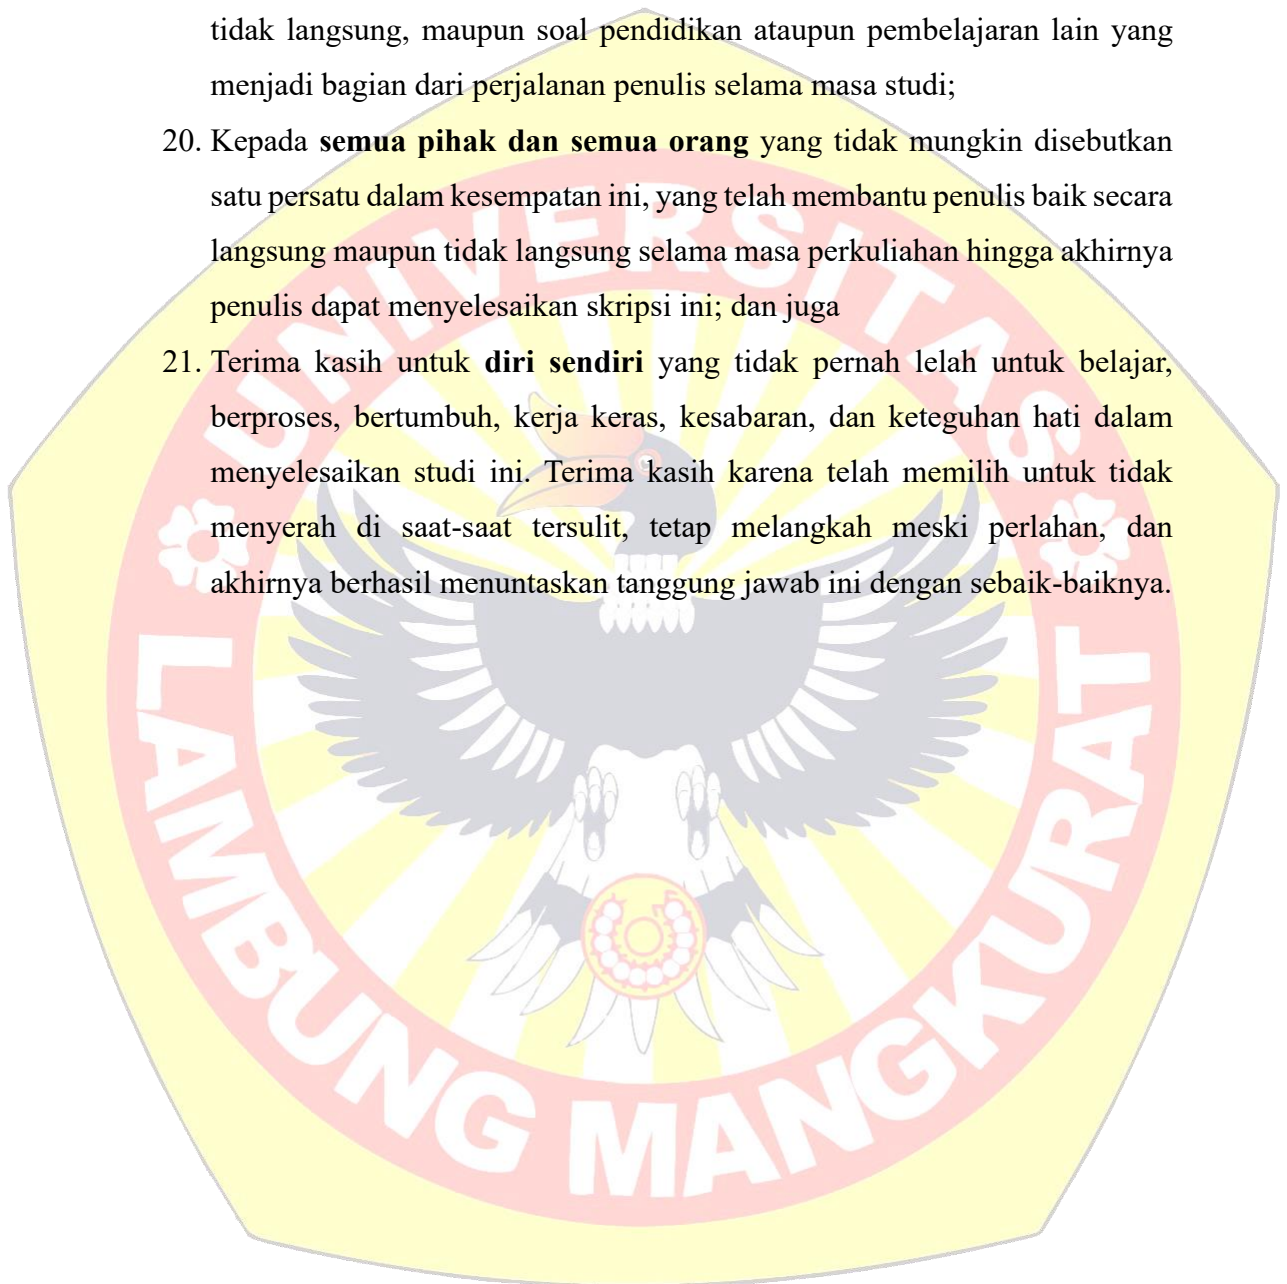 tidak langsung, maupun soal pendidikan ataupun pembelajaran lain yang
menjadi bagian dari perjalanan penulis selama masa studi;
20. Kepada semua pihak dan semua orang yang tidak mungkin disebutkan
satu persatu dalam kesempatan ini, yang telah membantu penulis baik secara
langsung maupun tidak langsung selama masa perkuliahan hingga akhirnya
penulis dapat menyelesaikan skripsi ini; dan juga
21. Terima kasih untuk diri sendiri yang tidak pernah lelah untuk belajar,
berproses, bertumbuh, kerja keras, kesabaran, dan keteguhan hati dalam
menyelesaikan studi ini. Terima kasih karena telah memilih untuk tidak
menyerah di saat-saat tersulit, tetap melangkah meski perlahan, dan
akhirnya berhasil menuntaskan tanggung jawab ini dengan sebaik-baiknya.
UNIVERSITAS
LAMBUNG MANGKURAT